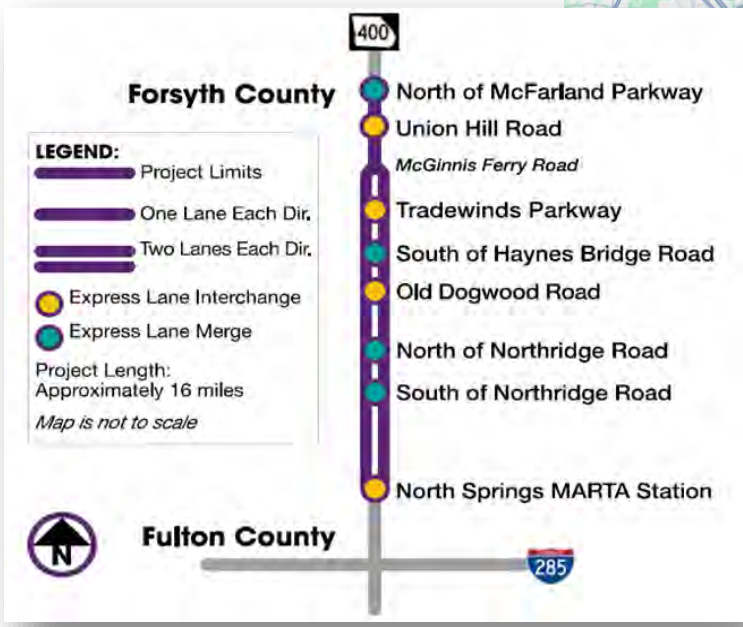 400
Forsyth County
North of McFarland Parkway
Union Hill Road
McGinnis Ferry Road
Tradewinds Parkway
South of Haynes Bridge Road
Old Dogwood Road
North of Northridge Road
South of Northridge Road
North Springs MARTA Station
LEGEND:
Project Limits
One Lane Each Dir.
Two Lanes Each Dir.
Express Lane Interchange
Express Lane Merge
Project Length:
Approximately 16 miles
Map is not to scale
N
Fulton County
285